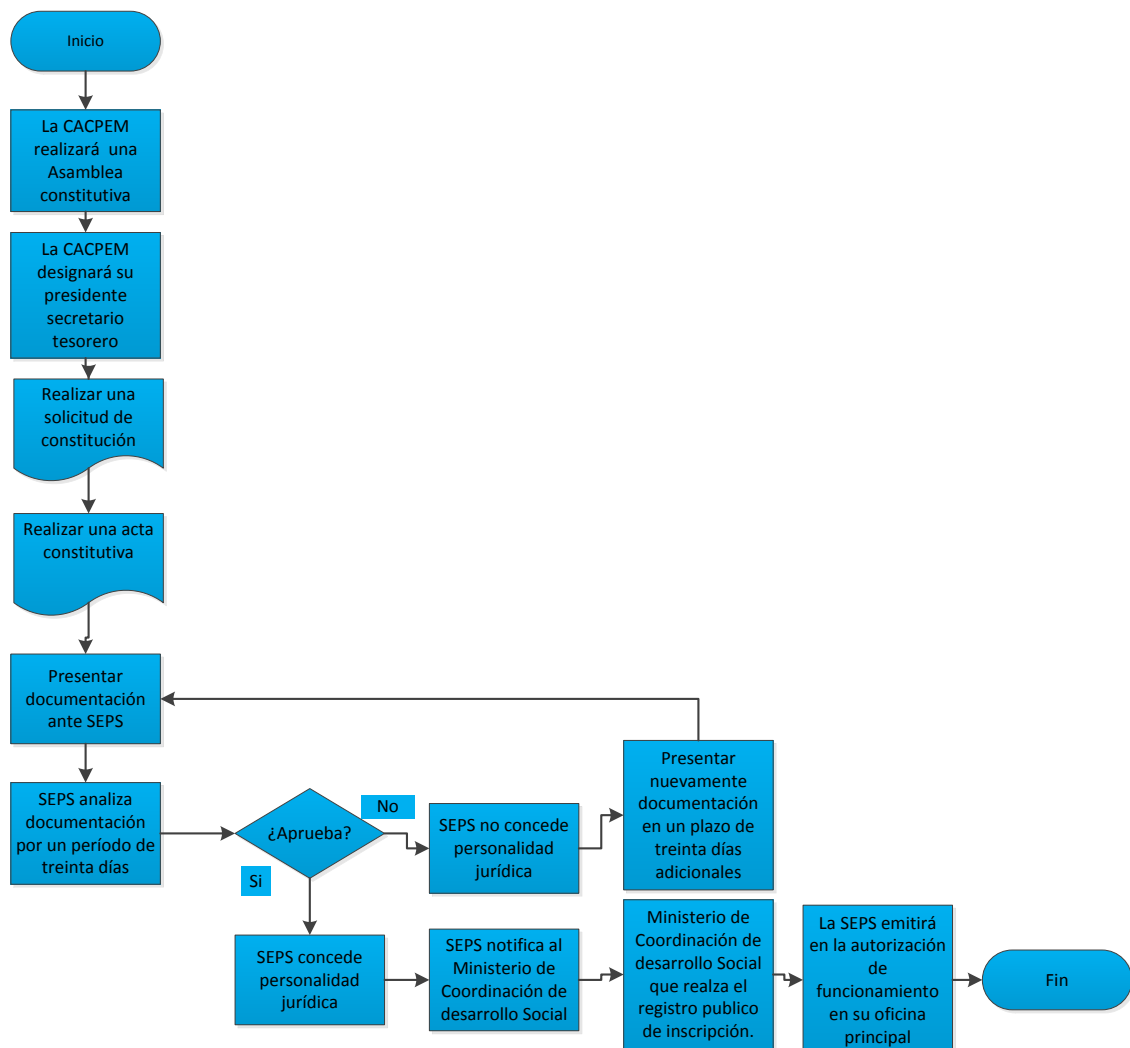 Inicio
La CACPEM
realizará una
Asamblea
constitutiva
La CACPEM
designará su
presidente
secretario
tesorero
Realizar una
solicitud de
constitución
Realizar una acta
constitutiva
Presentar
documentación
ante SEPS
SEPS analiza
documentación
por un período de
treinta días
¿Aprueba?
No
SEPS no concede
personalidad
jurídica
Presentar
nuevamente
documentación
en un plazo de
treinta días
adicionales
Si
SEPS concede
personalidad
jurídica
SEPS notifica al
Ministerio de
Coordinación de
desarrollo Social
Ministerio de
Coordinación de
desarrollo Social
que realza el
registro publico
de inscripción.
La SEPS emitirá
en la autorización
de
funcionamiento
en su oficina
principal
Fin